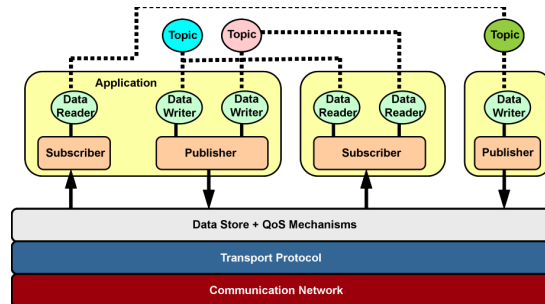 Topic
Topic
Topic
Application
Data
Reader
Data
Writer
Data
Writer
Data
Reader
Data
Reader
Data
Writer
Subscriber
Publisher
Subscriber
Publisher
Data Store + QoS Mechanisms
Transport Protocol
Communication Network